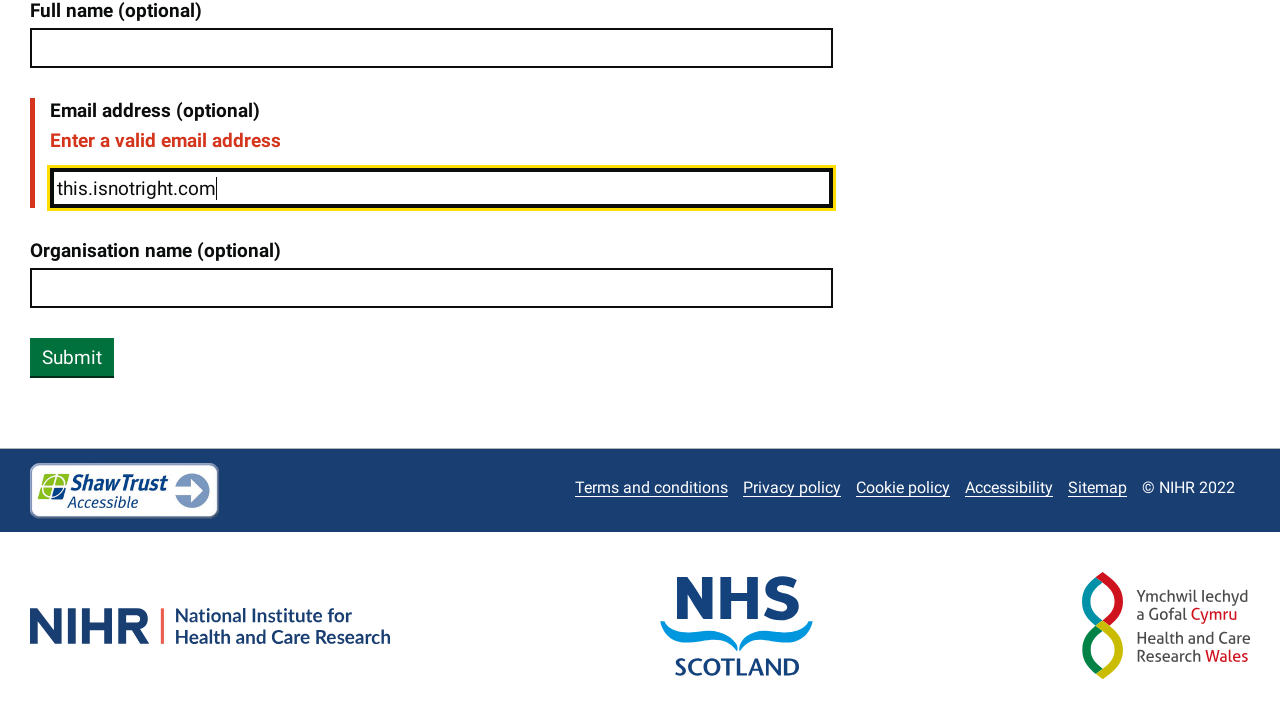 Full name (optional)
Email address (optional)
Enter a valid email address
this.isnotright.com
Organisation name (optional)
Submit
ShawTrust
Accessible
Terms and conditions
Privacy policy
Cookie policy
Accessibility
Sitemap
© NIHR 2022
NIHR
National Institute for
Health and Care Research
NHS
SCOTLAND
Ymchwil Iechyd
a Gofal Cymru
Health and Care
Research Wales